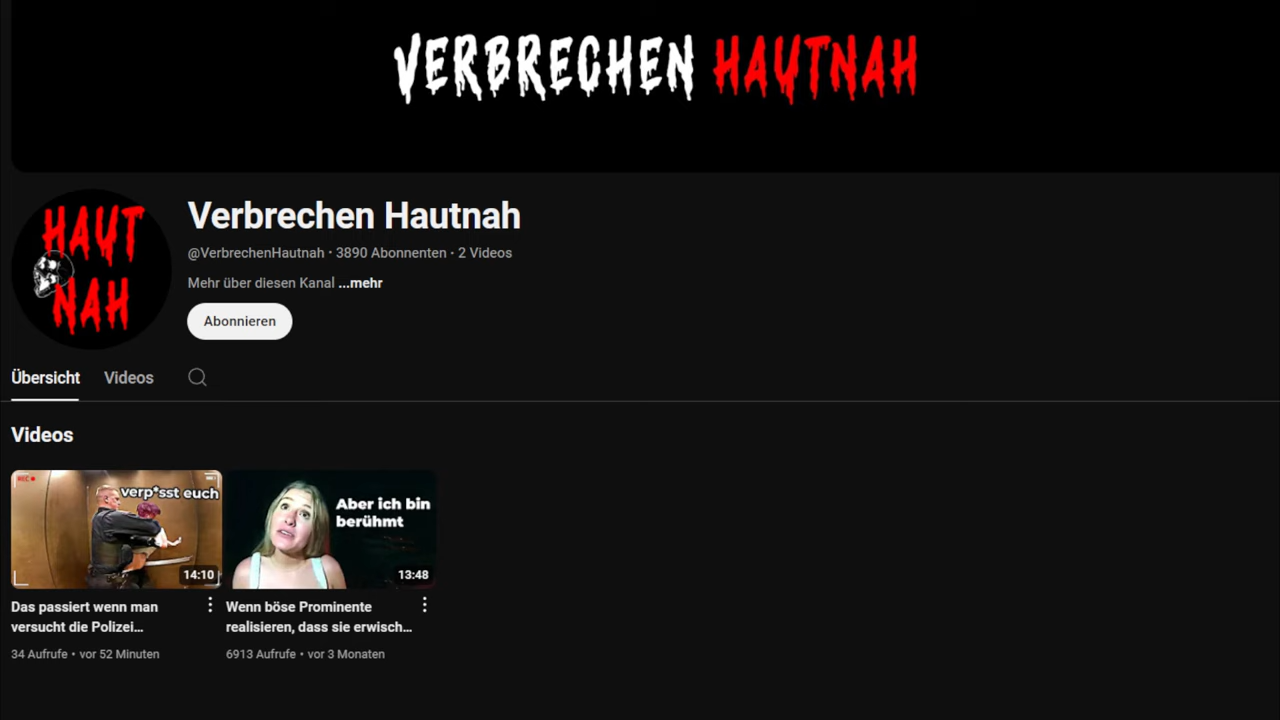 VERBRECHEN HAUTNAH
HAUT
NAH
Verbrechen Hautnah
@VerbrechenHautnah · 3890 Abonnenten · 2 Videos
Mehr über diesen Kanal ...mehr
Abonnieren
Übersicht Videos
Videos
REC
verp*sst euch
14:10
Aber ich bin
berühmt
13:48
Das passiert wenn man
versucht die Polizei...
34 Aufrufe • vor 52 Minuten
Wenn böse Prominente
realisieren, dass sie erwisch...
6913 Aufrufe • vor 3 Monaten